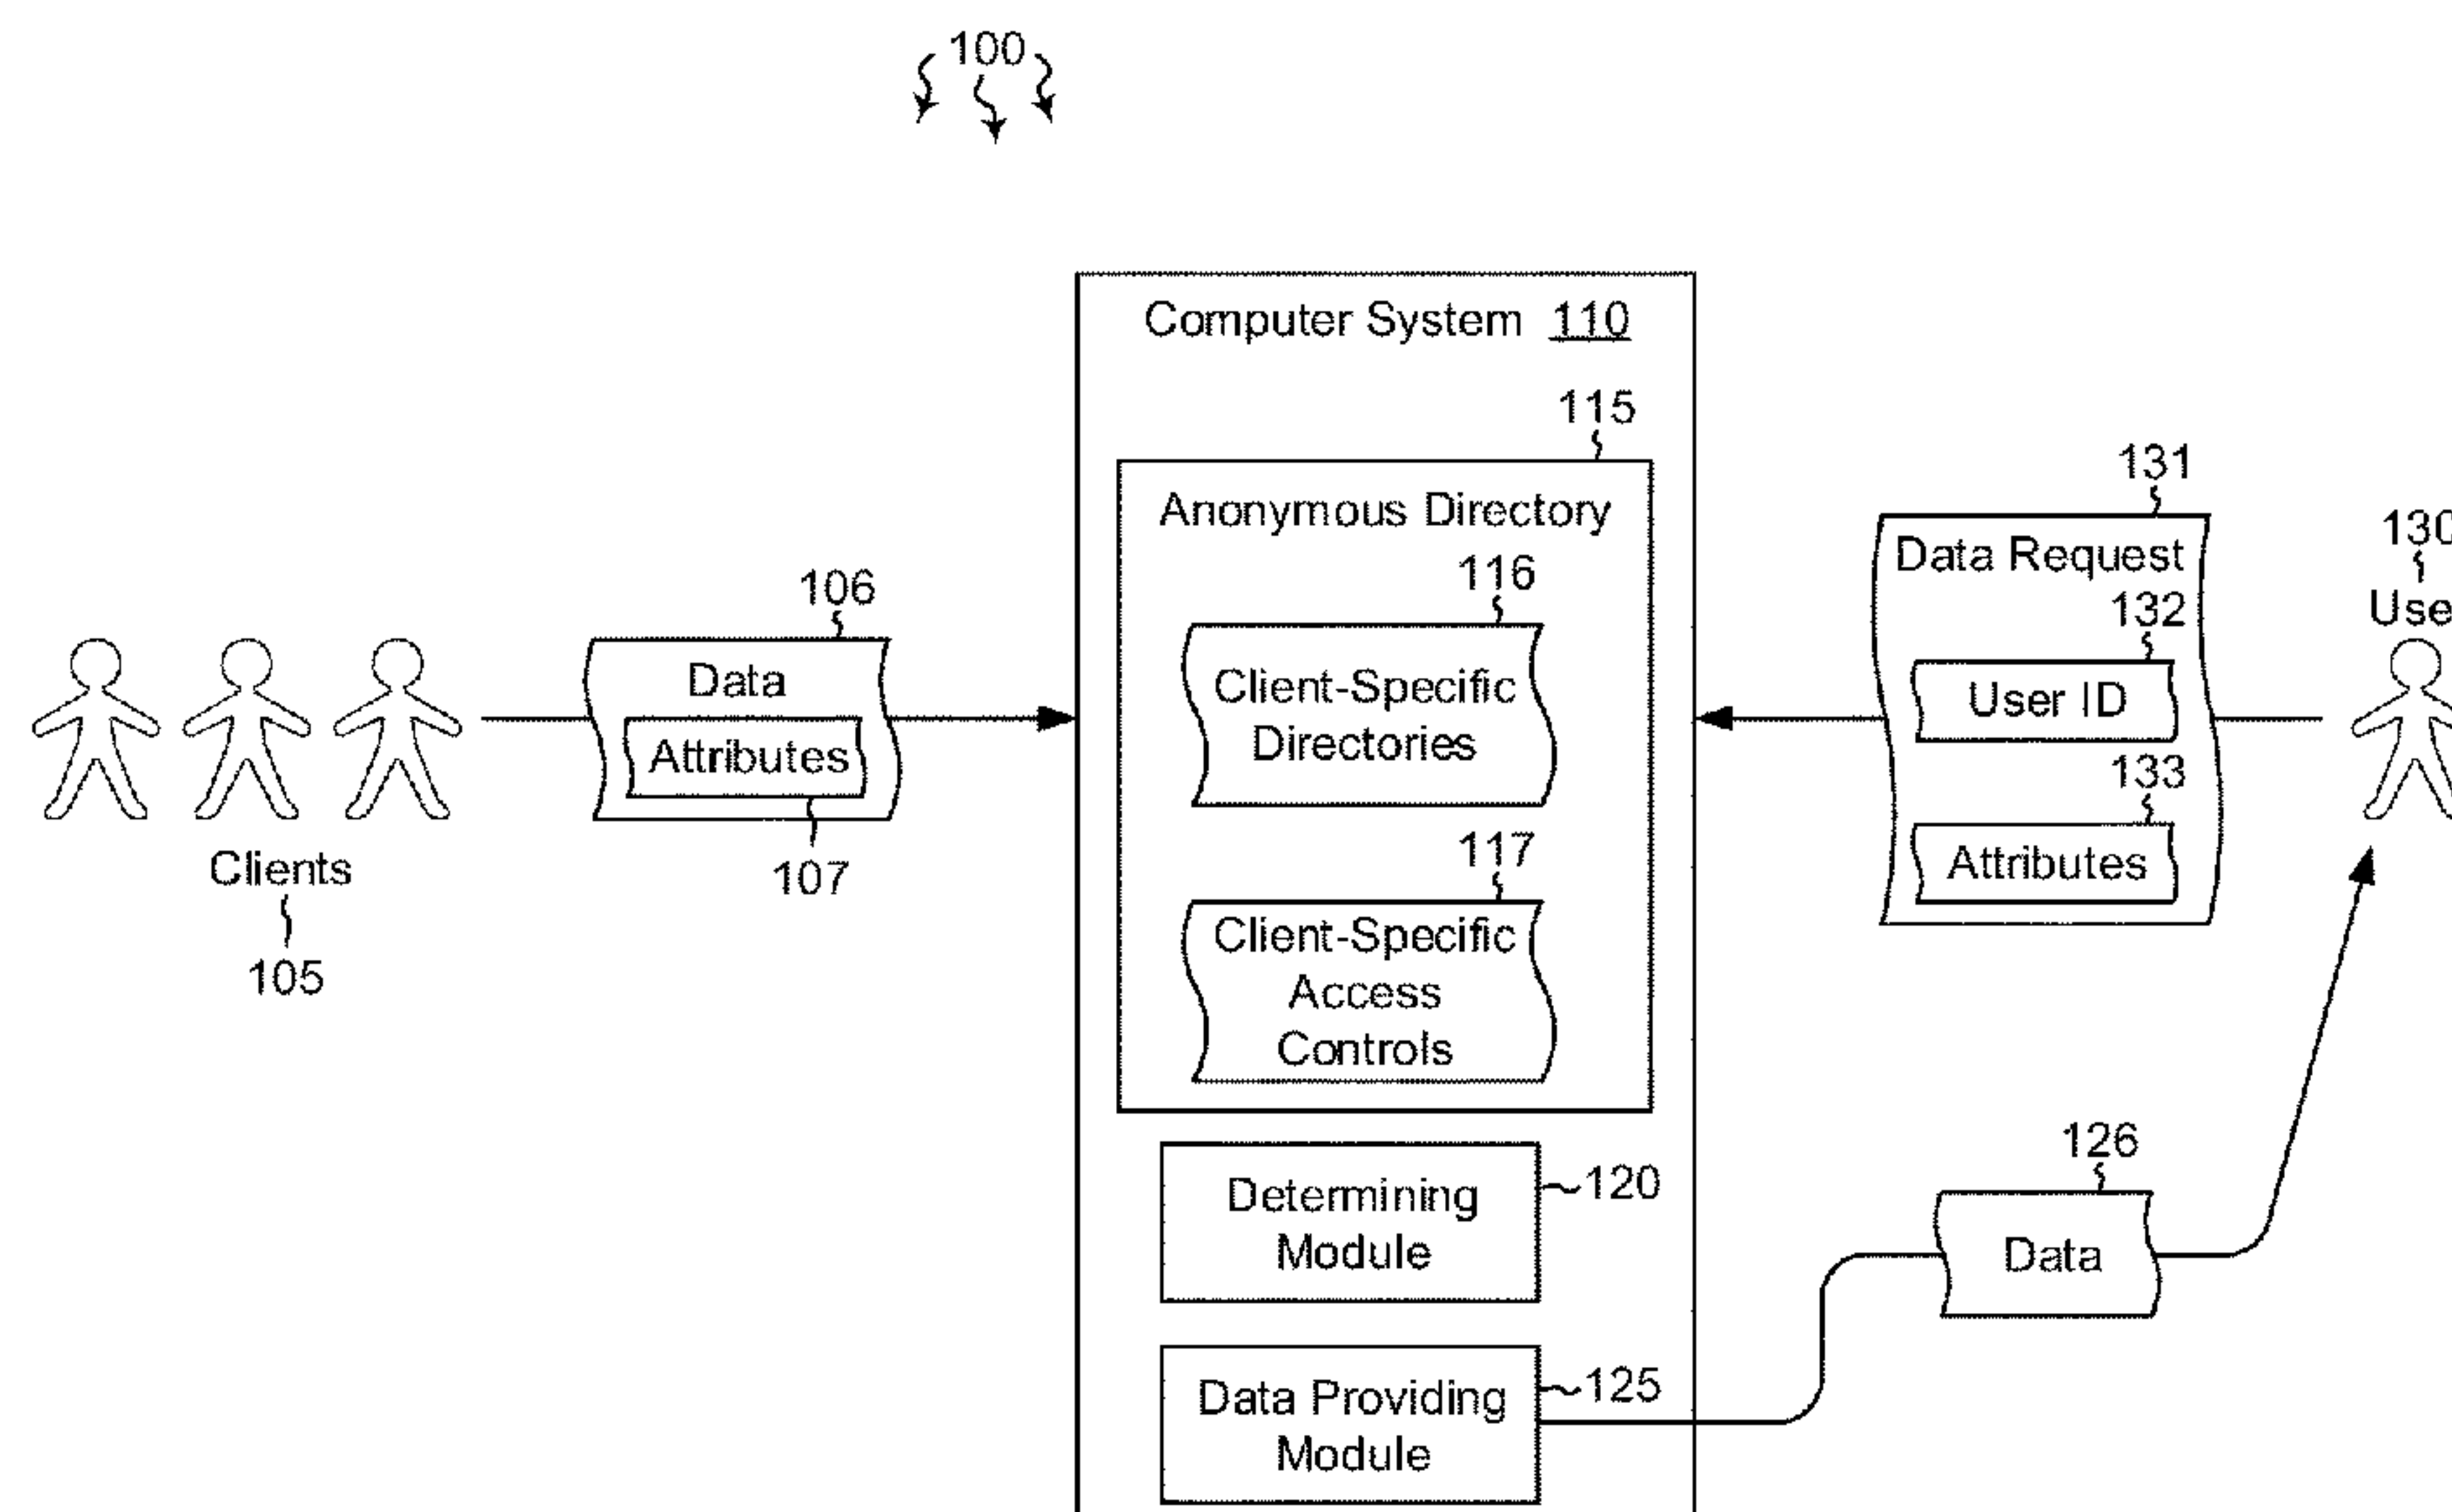 100
Computer System 110
115
Anonymous Directory
116
Client-Specific
Directories
117
Client-Specific
Access
Controls
Determining
Module
120
Data Providing
Module
125
106
Data
Attributes
107
Clients
105
131
Data Request
132
User ID
133
Attributes
130
Use
126
Data